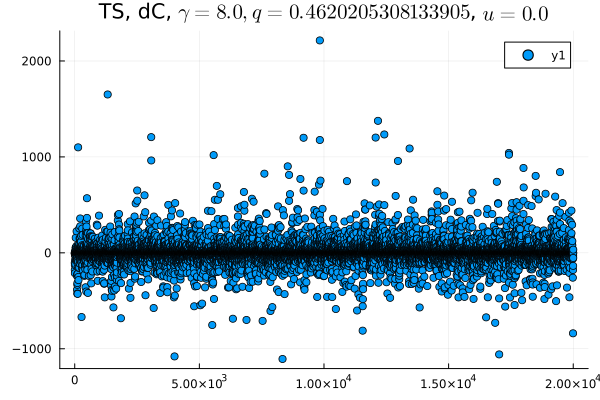 TS, dC, γ = 8.0, q = 0.4620205308133905, u = 0.0
y1
2000
1000
0
−1000
0 5.00×10³ 1.00×10⁴ 1.50×10⁴ 2.00×10⁴